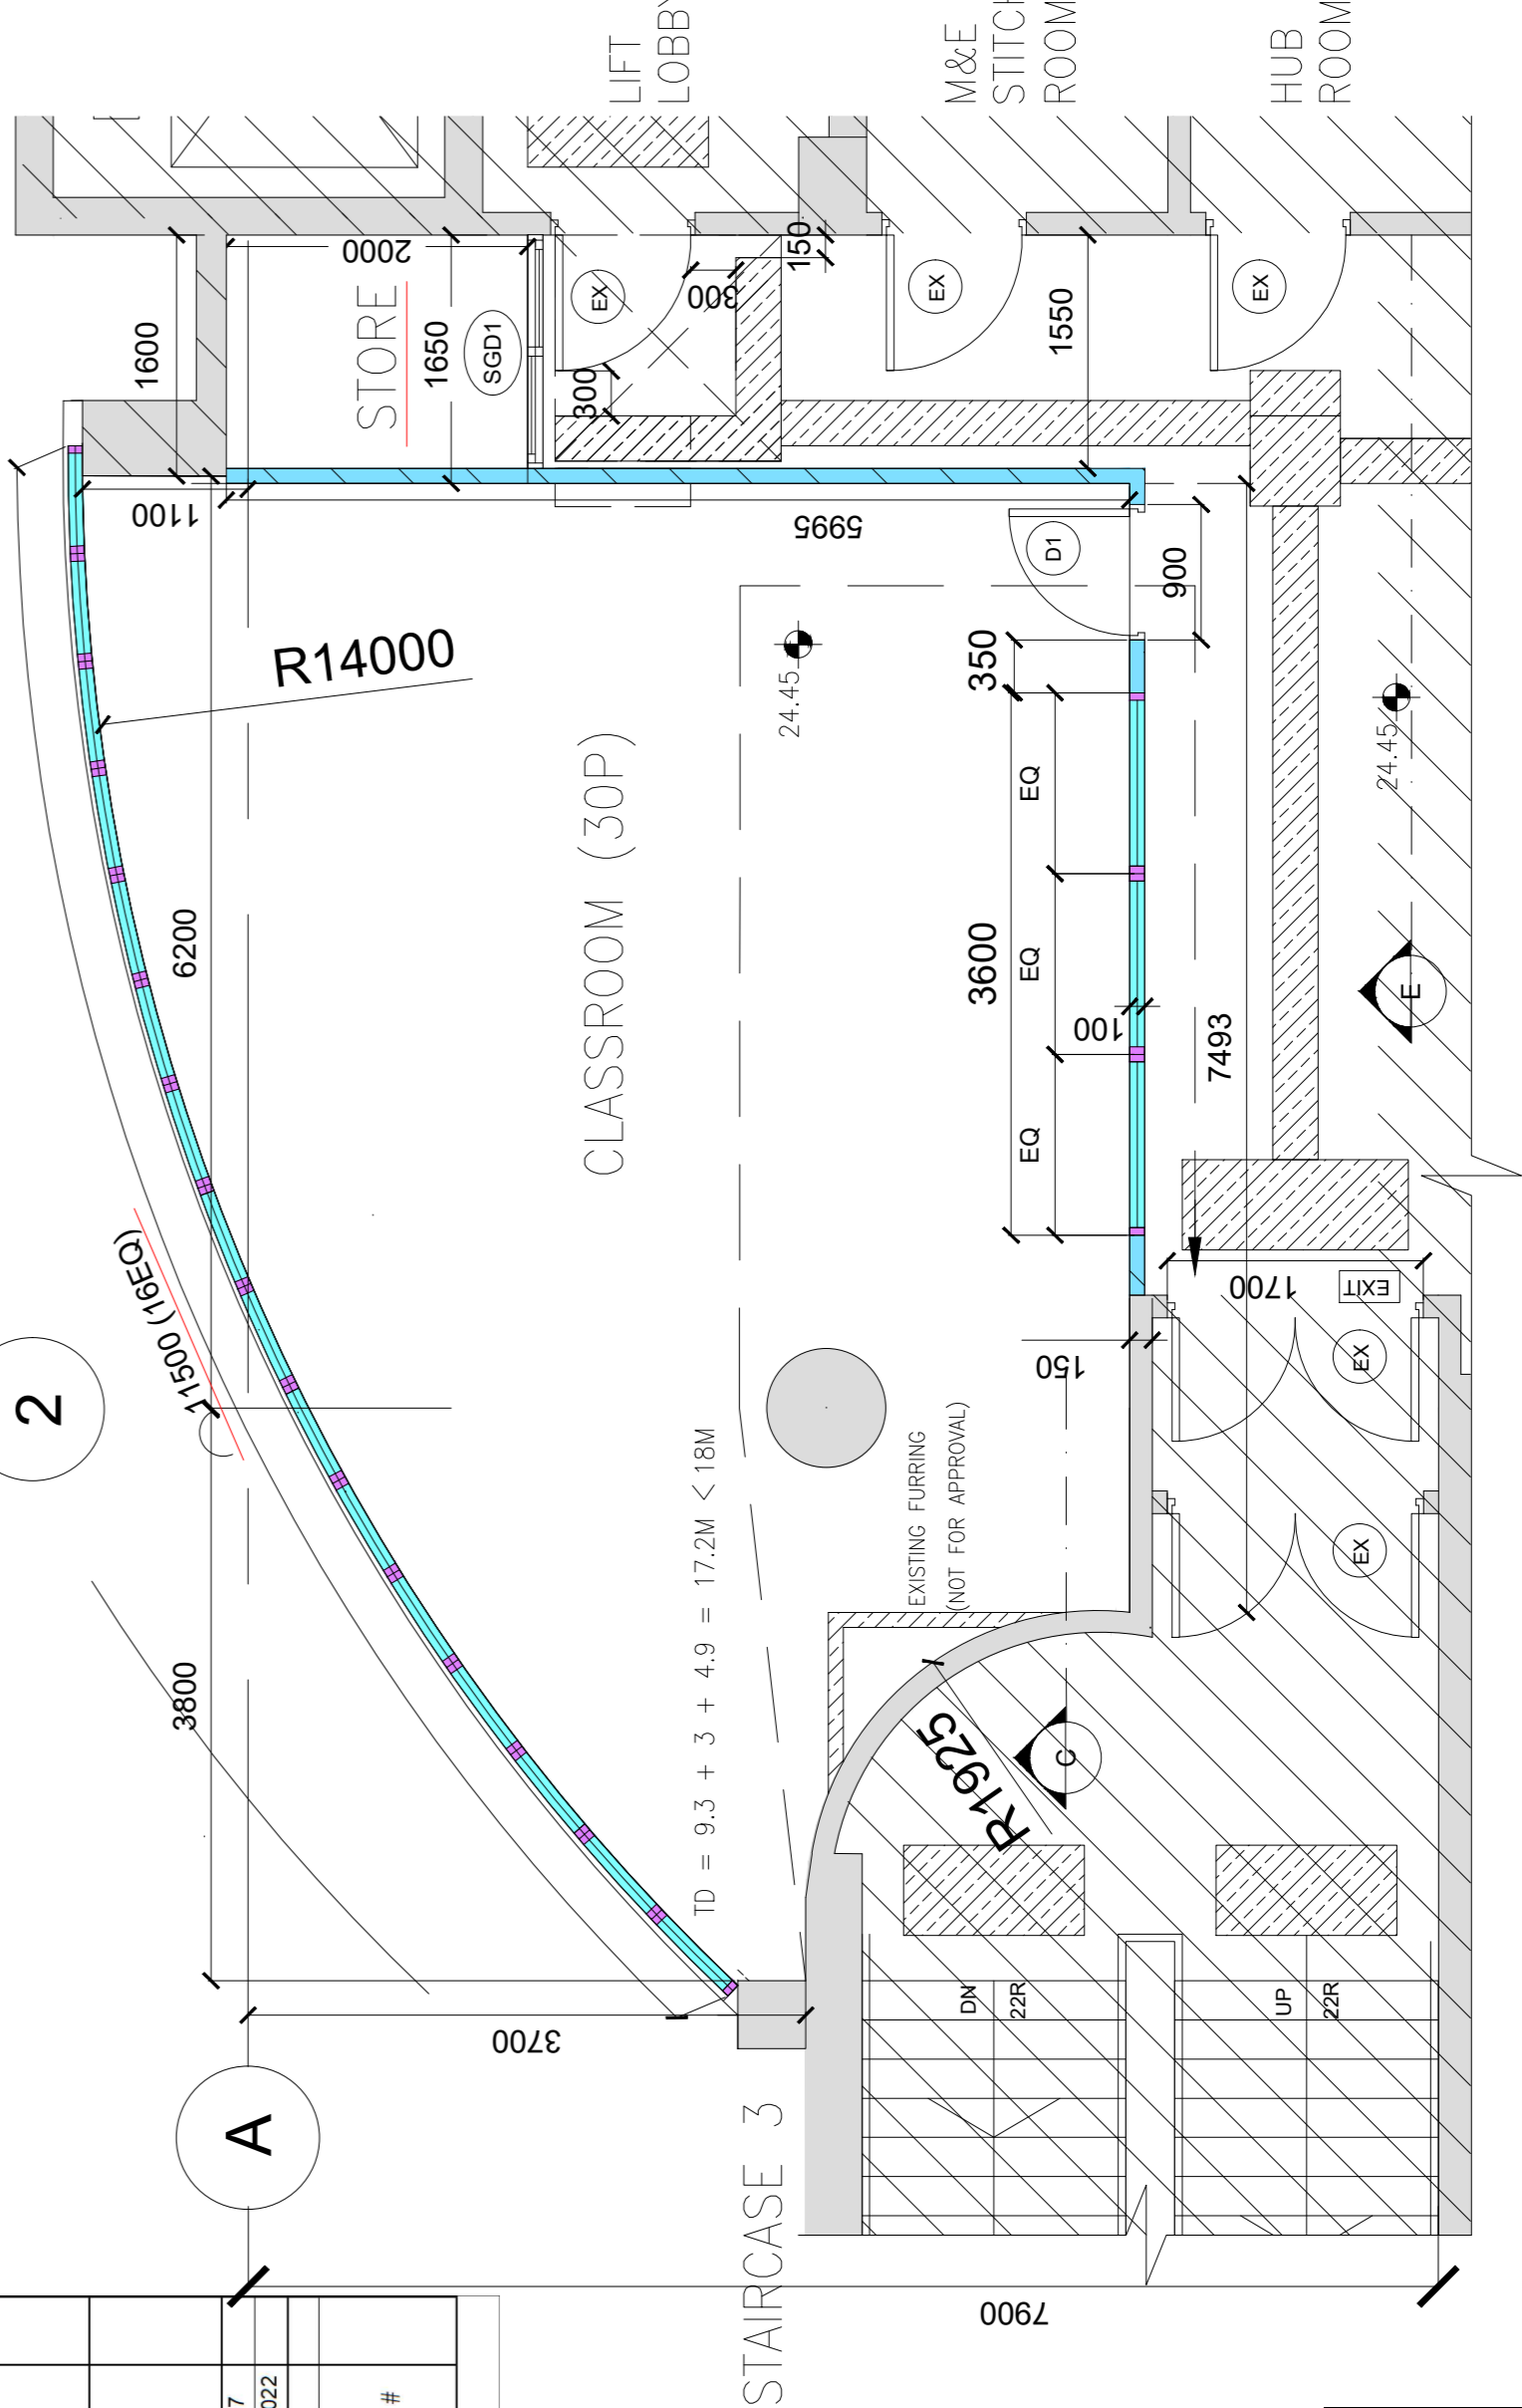 LIFT
LOBBY
M&E
STITCH
ROOM
HUB
ROOM
1600
2000
STORE
1650
SGD1
EX
300
300
150
EX
1550
EX
1100
5995
D1
900
R14000
350
24.45
24.45
CLASSROOM (30P)
6200
EQ
EQ
EQ
3600
100
7493
E
11500 (16EQ)
2
1700
EXIT
150
EX
EX
TD = 9.3 + 3 + 4.9 = 17.2M < 18M
EXISTING FURRING
(NOT FOR APPROVAL)
3800
R1925
C
3700
DN
22R
UP
22R
A
STAIRCASE 3
7900
7
022
#